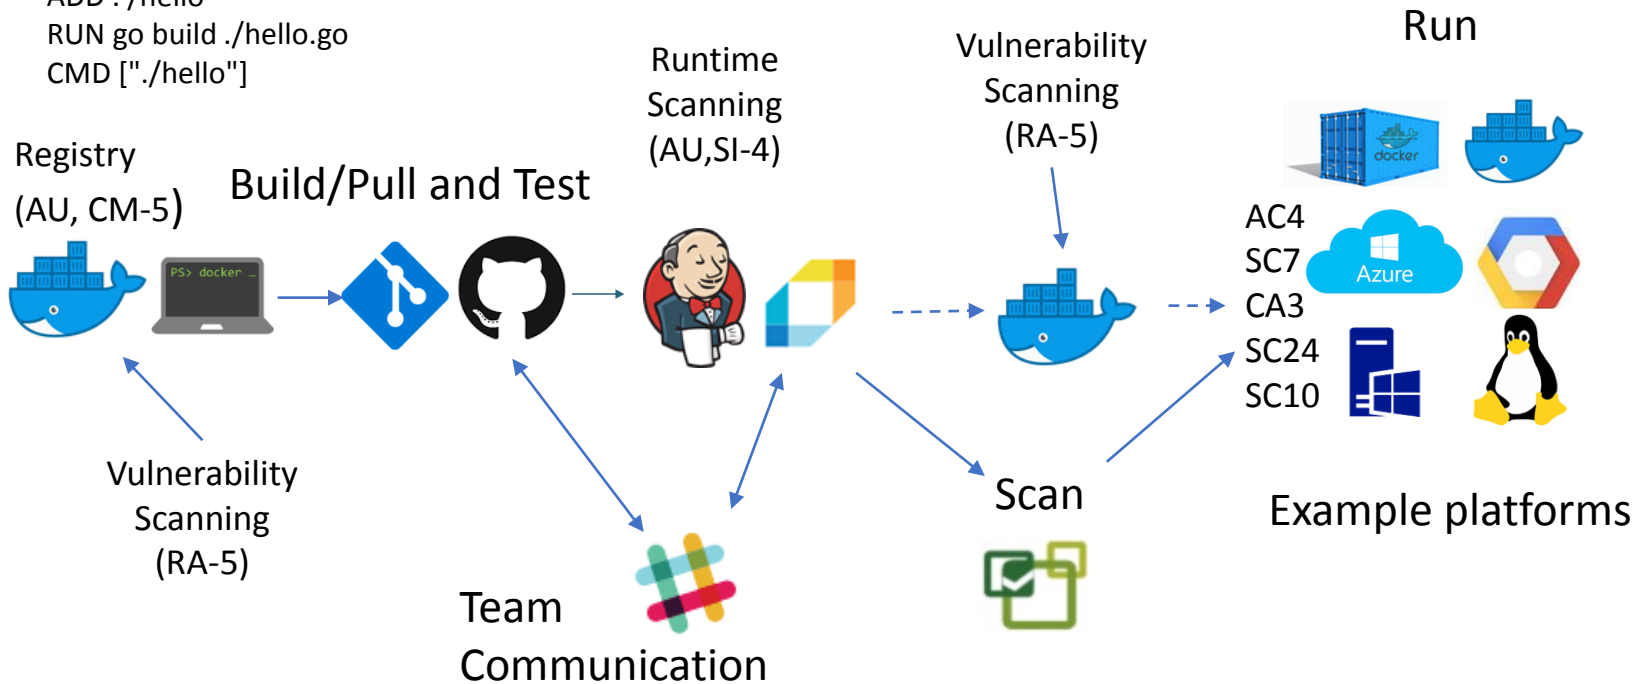 ADD . /hello
RUN go build ./hello.go
CMD ["./hello"]
Registry
(AU, CM-5)
PS> docker _
Build/Pull and Test
Runtime
Scanning
(AU,SI-4)
Vulnerability
Scanning
(RA-5)
Run
docker
AC4
SC7
CA3
SC24
SC10
Azure
Vulnerability
Scanning
(RA-5)
Team
Communication
Scan
Example platforms